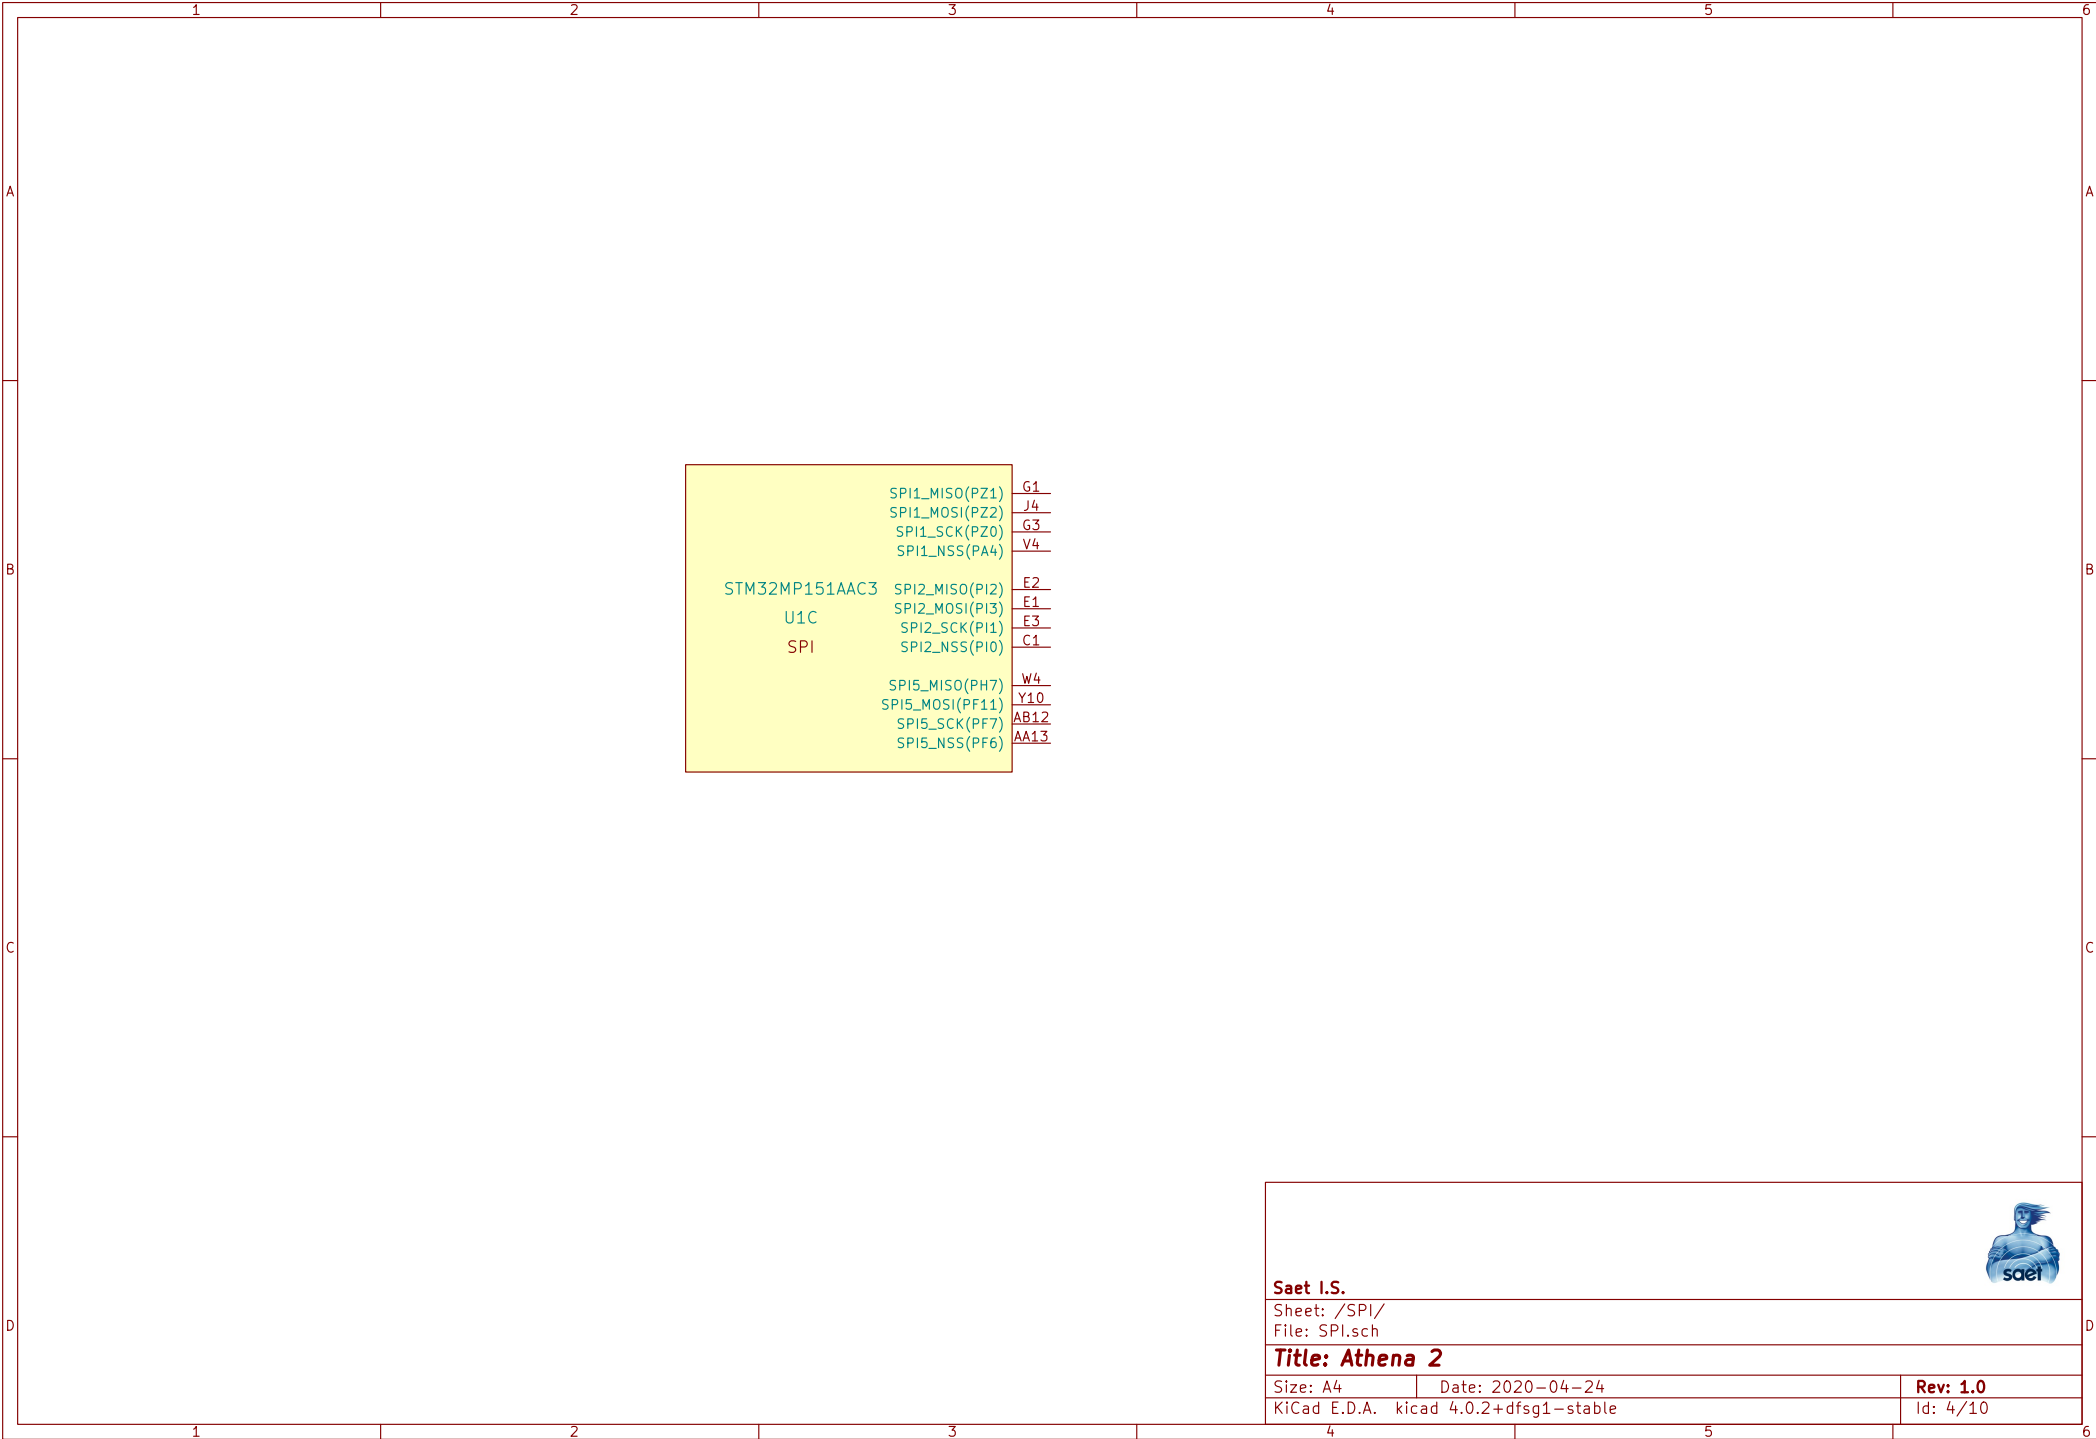 1 2 3 4 5 6
A A
SPI1_MISO(PZ1) G1
SPI1_MOSI(PZ2) J4
SPI1_SCK(PZ0) G3
SPI1_NSS(PA4) V4
B B
STM32MP151AAC3 SPI2_MISO(PI2) E2
SPI2_MOSI(PI3) E1
U1C
SPI2_SCK(PI1) E3
SPI SPI2_NSS(PI0) C1
SPI5_MISO(PH7) W4
SPI5_MOSI(PF11) Y10
SPI5_SCK(PF7) AB12
SPI5_NSS(PF6) AA13
C C
saet
Saet I.S.
Sheet: /SPI/
D D
File: SPI.sch
Title: Athena 2
Size: A4 Date: 2020-04-24 Rev: 1.0
KiCad E.D.A. kicad 4.0.2+dfsg1-stable Id: 4/10
1 2 3 4 5 6